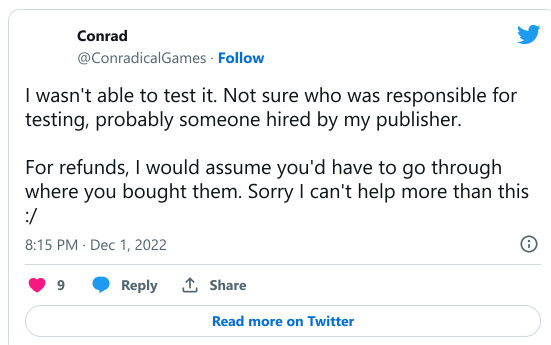 Conrad
@ConradicalGames · Follow
I wasn't able to test it. Not sure who was responsible for
testing, probably someone hired by my publisher.
For refunds, I would assume you'd have to go through
where you bought them. Sorry I can't help more than this
:/
8:15 PM · Dec 1, 2022
9 Reply Share
Read more on Twitter